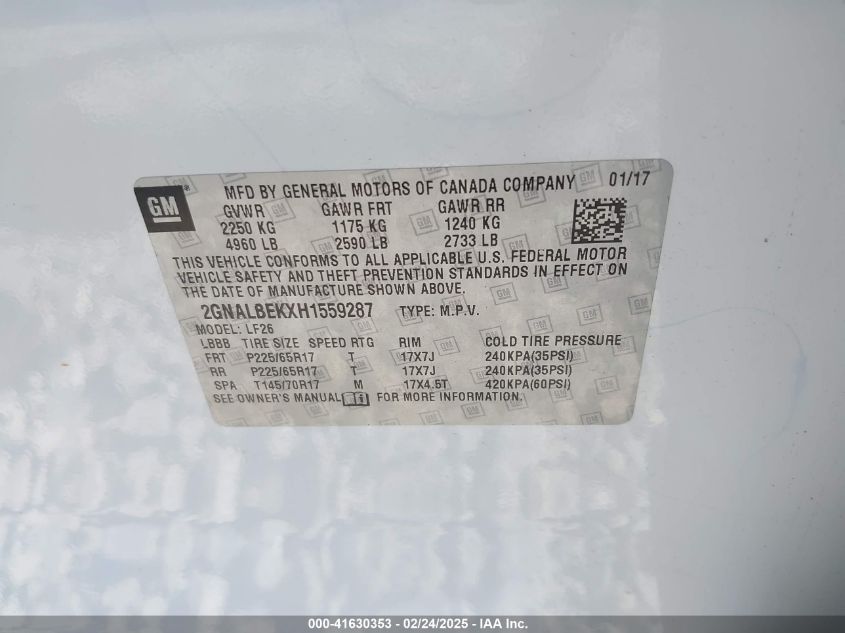 GM® MFD BY GENERAL MOTORS OF CANADA COMPANY 01/17
GVWR GAWR FRT GAWR RR
2250 KG 1175 KG 1240 KG
4960 LB 2590 LB 2733 LB
THIS VEHICLE CONFORMS TO ALL APPLICABLE U.S. FEDERAL MOTOR
VEHICLE SAFETY AND THEFT PREVENTION STANDARDS IN EFFECT ON
THE DATE OF MANUFACTURE SHOWN ABOVE.
2GNALBEKXH1559287 TYPE: M.P.V.
MODEL: LF26
LBBB TIRE SIZE SPEED RTG RIM COLD TIRE PRESSURE
FRT P225/65R17 T 17X7J 240KPA(35PSI)
RR P225/65R17 T 17X7J 240KPA(35PSI)
SPA T145/70R17 M 17X4.5T 420KPA(60PSI)
SEE OWNER'S MANUAL FOR MORE INFORMATION.
000-41630353 - 02/24/2025 - IAA Inc.